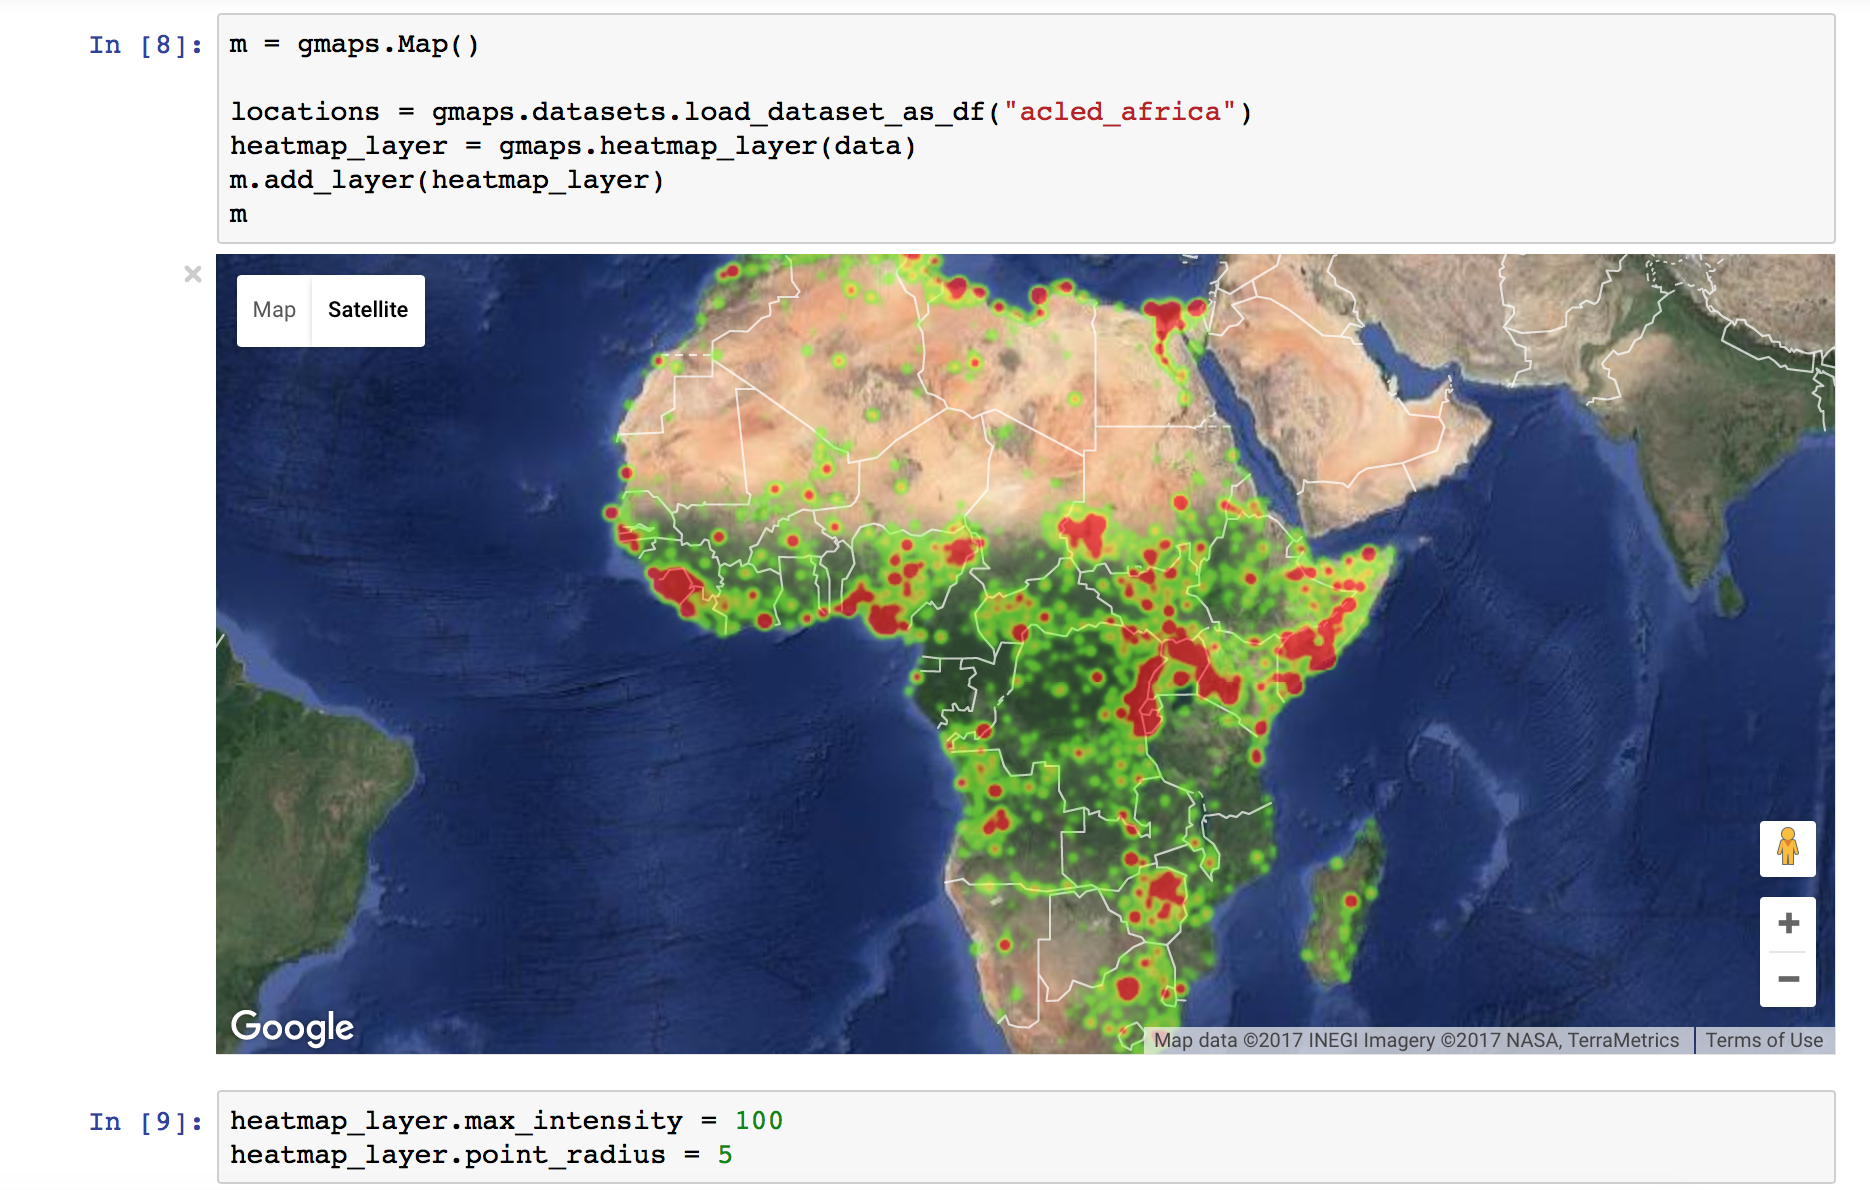 In [8]:
m = gmaps.Map()
locations = gmaps.datasets.load_dataset_as_df("acled_africa")
heatmap_layer = gmaps.heatmap_layer(data)
m.add_layer(heatmap_layer)
m
×
Map Satellite
+
−
Google
Map data ©2017 INEGI Imagery ©2017 NASA, TerraMetrics Terms of Use
In [9]:
heatmap_layer.max_intensity = 100
heatmap_layer.point_radius = 5